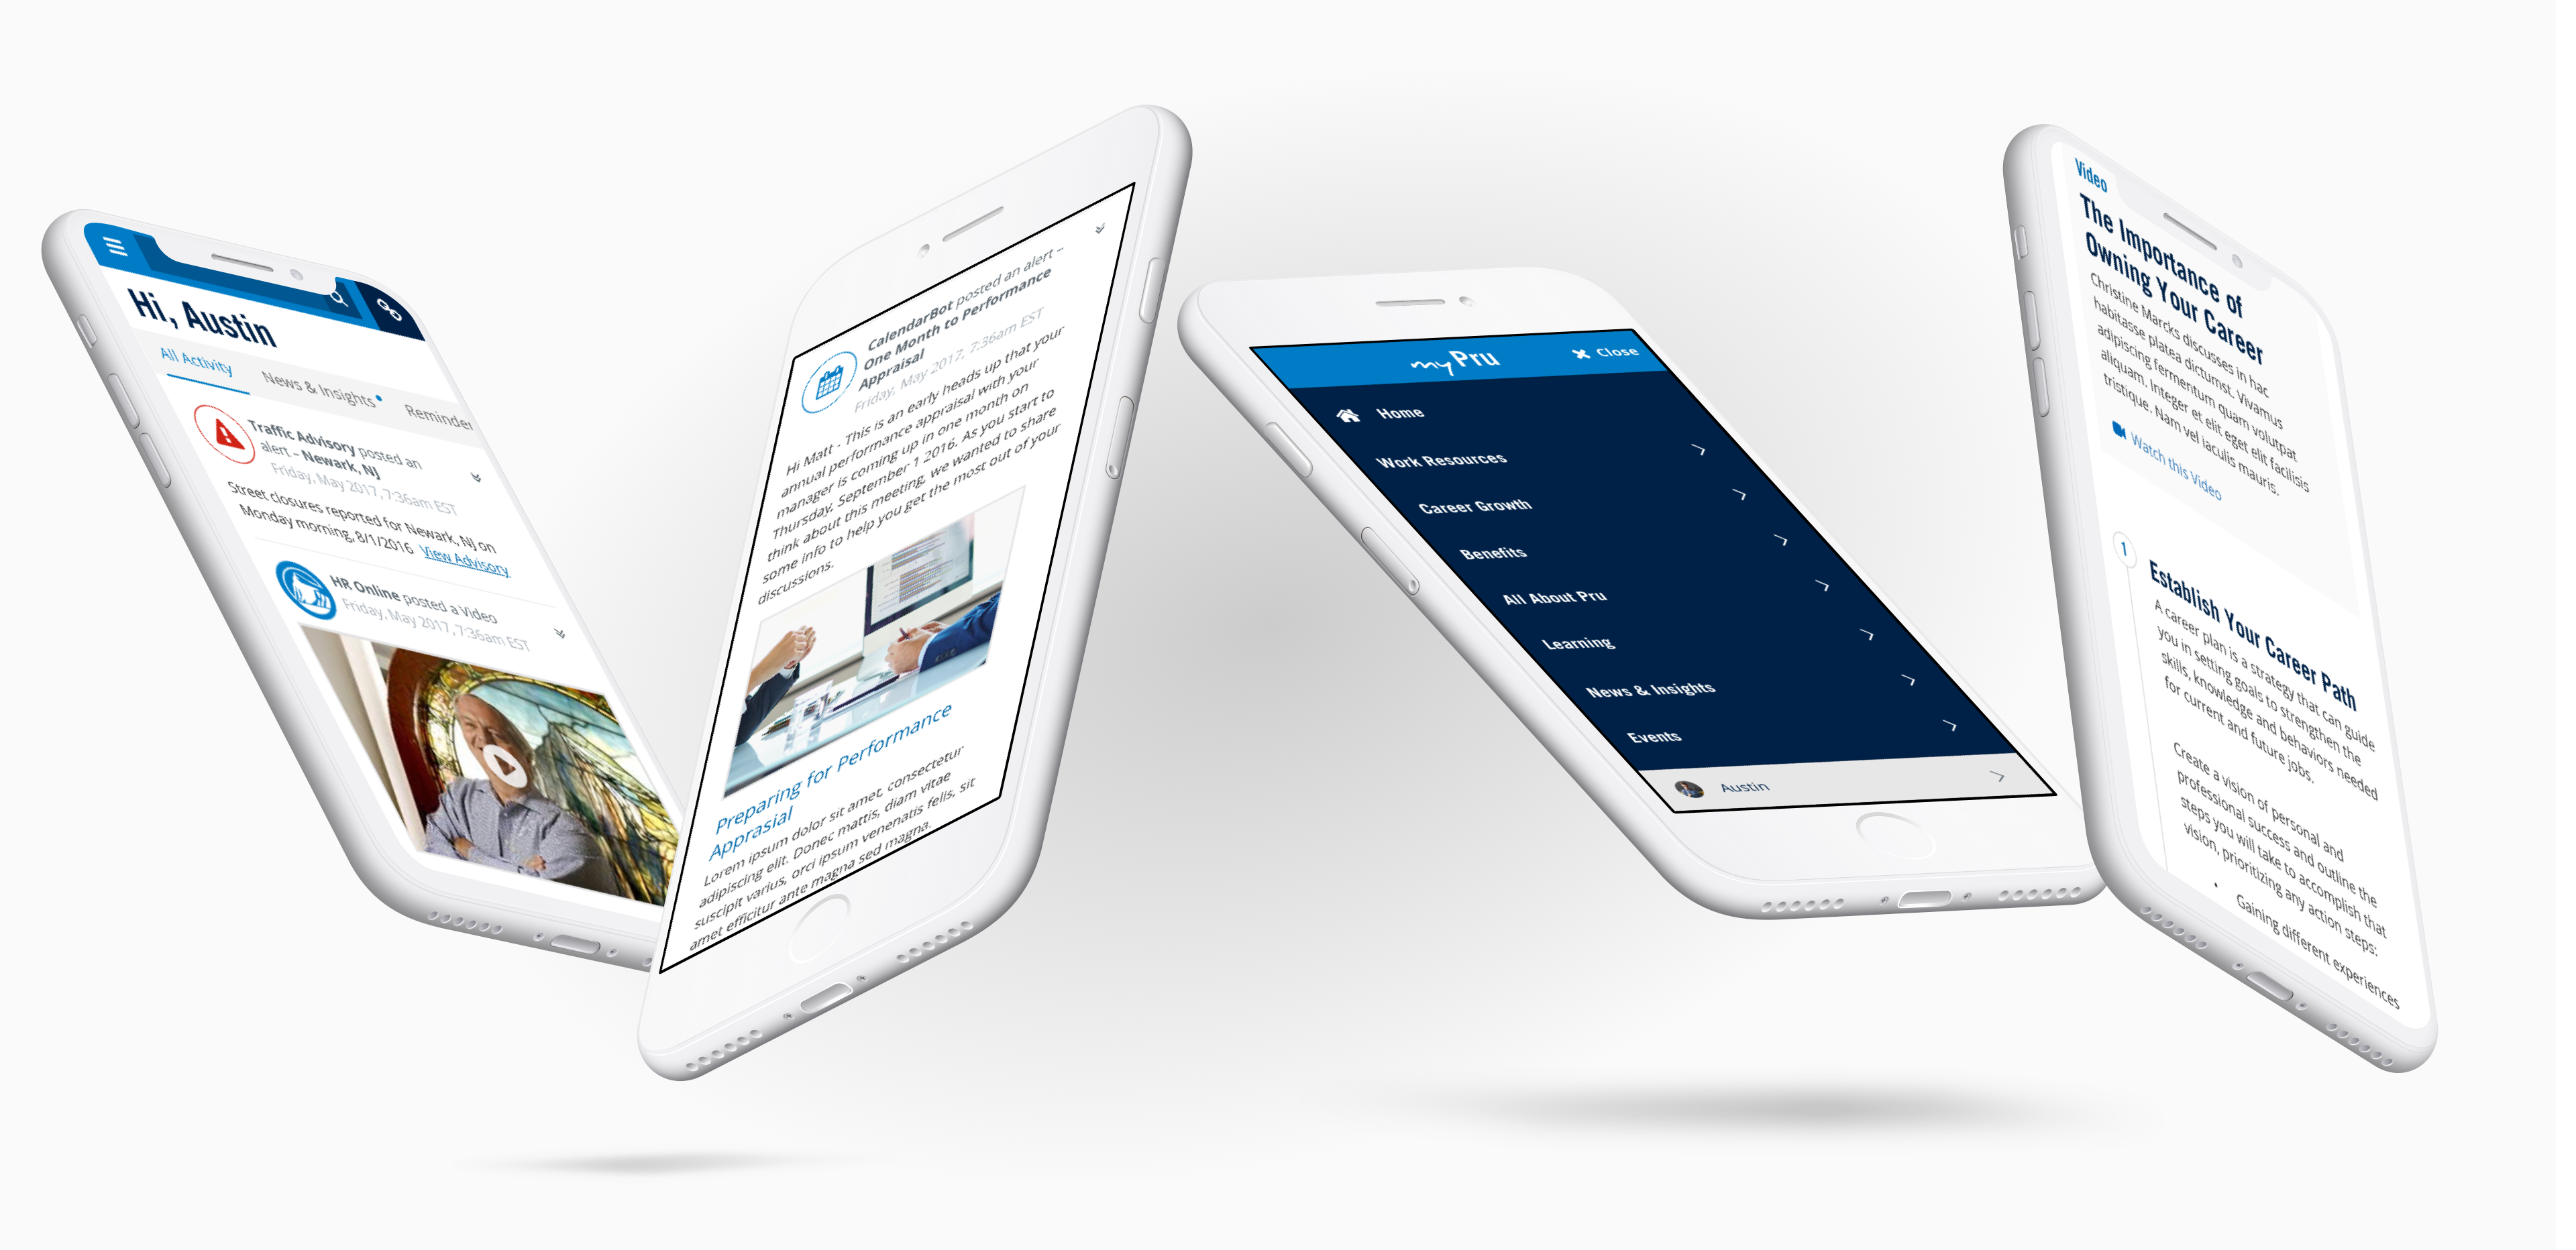 Hi, Austin
All Activity
News & Insights
Reminder
Traffic Advisory posted an
alert – Newark, NJ
Friday, May 2017, 7:36am EST
Street closures reported for Newark, NJ on
Monday morning, 8/1/2016 View Advisory
HR Online posted a Video
Friday, May 2017, 7:36am EST
CalendarBot posted an alert –
One Month to Performance
Appraisal
Friday, May 2017, 7:36am EST
Hi Matt - This is an early heads up that your
annual performance appraisal with your
manager is coming up in one month on
Thursday, September 1 2016. As you start to
think about this meeting, we wanted to share
some info to help you get the most out of your
discussions.
Preparing for Performance
Apprasial
Lorem ipsum dolor sit amet, consectetur
adipiscing elit. Donec mattis, diam vitae
suscipit varius, orci ipsum venenatis felis, sit
amet efficitur ante magna sed magna.
myPru
Close
Home
Work Resources
Career Growth
Benefits
All About Pru
Learning
News & Insights
Events
Austin
Video
The Importance of
Owning Your Career
Christine Marcks discusses in hac
habitasse platea dictumst. Vivamus
adipiscing fermentum quam volutpat
aliquam. Integer et elit eget elit facilisis
tristique. Nam vel iaculis mauris.
Watch this Video
1
Establish Your Career Path
A career plan is a strategy that can guide
you in setting goals to strengthen the
skills, knowledge and behaviors needed
for current and future jobs.
Create a vision of personal and
professional success and outline the
steps you will take to accomplish that
vision, prioritizing any action steps:
• Gaining different experiences